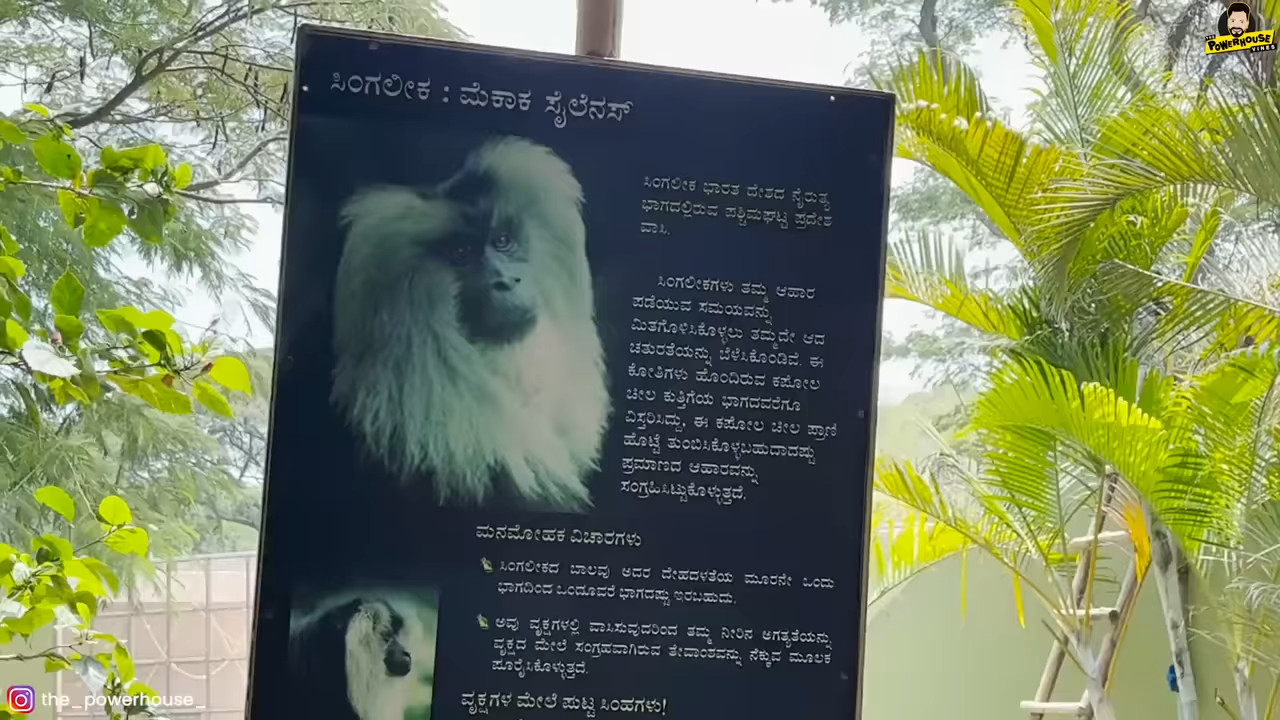 THE
POWERHOUSE
VINES
ಸಿಂಗಲೀಕ : ಮೆಕಾಕ ಸೈಲೆನಸ್
ಸಿಂಗಲೀಕ ಭಾರತ ದೇಶದ ನೈರುತ್ಯ
ಭಾಗದಲ್ಲಿರುವ ಪಶ್ಚಿಮಘಟ್ಟ ಪ್ರದೇಶ
ವಾಸಿ.
ಸಿಂಗಲೀಕಗಳು ತಮ್ಮ ಆಹಾರ
ಪಡೆಯುವ ಸಮಯವನ್ನು
ಮಿತಗೊಳಿಸಿಕೊಳ್ಳಲು ತಮ್ಮದೇ ಆದ
ಚತುರತೆಯನ್ನು ಬೆಳೆಸಿಕೊಂಡಿವೆ. ಈ
ಕೋತಿಗಳು ಹೊಂದಿರುವ ಕಪೋಲ
ಚೀಲ ಕುತ್ತಿಗೆಯ ಭಾಗದವರೆಗೂ
ವಿಸ್ತರಿಸಿದ್ದು, ಈ ಕಪೋಲ ಚೀಲ ಪ್ರಾಣಿ
ಹೊಟ್ಟೆ ತುಂಬಿಸಿಕೊಳ್ಳಬಹುದಾದಷ್ಟು
ಪ್ರಮಾಣದ ಆಹಾರವನ್ನು
ಸಂಗ್ರಹಿಸಿಟ್ಟುಕೊಳ್ಳುತ್ತದೆ.
ಮನಮೋಹಕ ವಿಚಾರಗಳು
ಸಿಂಗಲೀಕದ ಬಾಲವು ಅದರ ದೇಹದಳತೆಯ ಮೂರನೇ ಒಂದು
ಭಾಗದಿಂದ ಒಂದೂವರೆ ಭಾಗದಷ್ಟು ಇರಬಹುದು.
ಅವು ವೃಕ್ಷಗಳಲ್ಲಿ ವಾಸಿಸುವುದರಿಂದ ತಮ್ಮ ನೀರಿನ ಅಗತ್ಯತೆಯನ್ನು
ವೃಕ್ಷದ ಮೇಲೆ ಸಂಗ್ರಹವಾಗಿರುವ ತೇವಾಂಶವನ್ನು ನೆಕ್ಕುವ ಮೂಲಕ
ಪೂರೈಸಿಕೊಳ್ಳುತ್ತದೆ.
ವೃಕ್ಷಗಳ ಮೇಲೆ ಪುಟ್ಟ ಸಿಂಹಗಳು!
the_powerhouse_